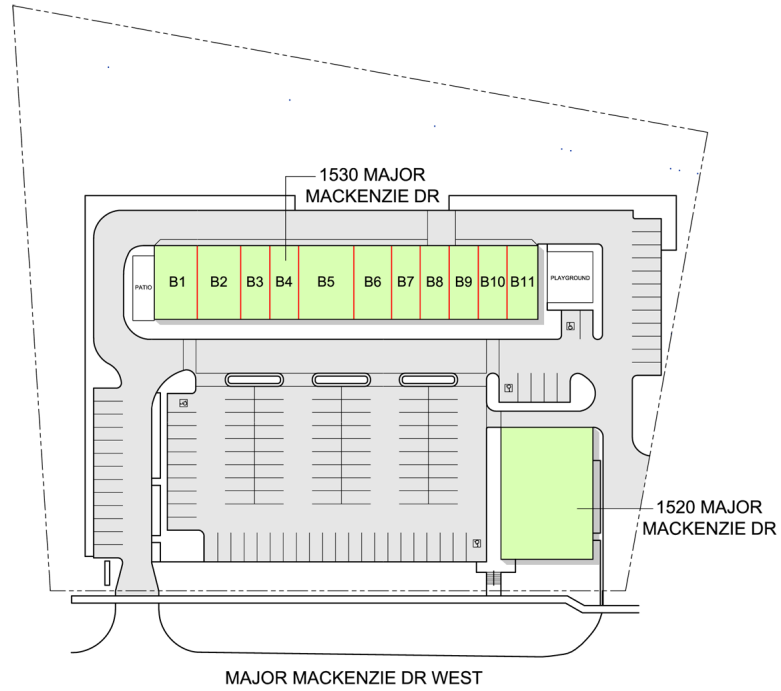 1530 MAJOR
MACKENZIE DR
PATIO
B1
B2
B3
B4
B5
B6
B7
B8
B9
B10
B11
PLAYGROUND
1520 MAJOR
MACKENZIE DR
MAJOR MACKENZIE DR WEST